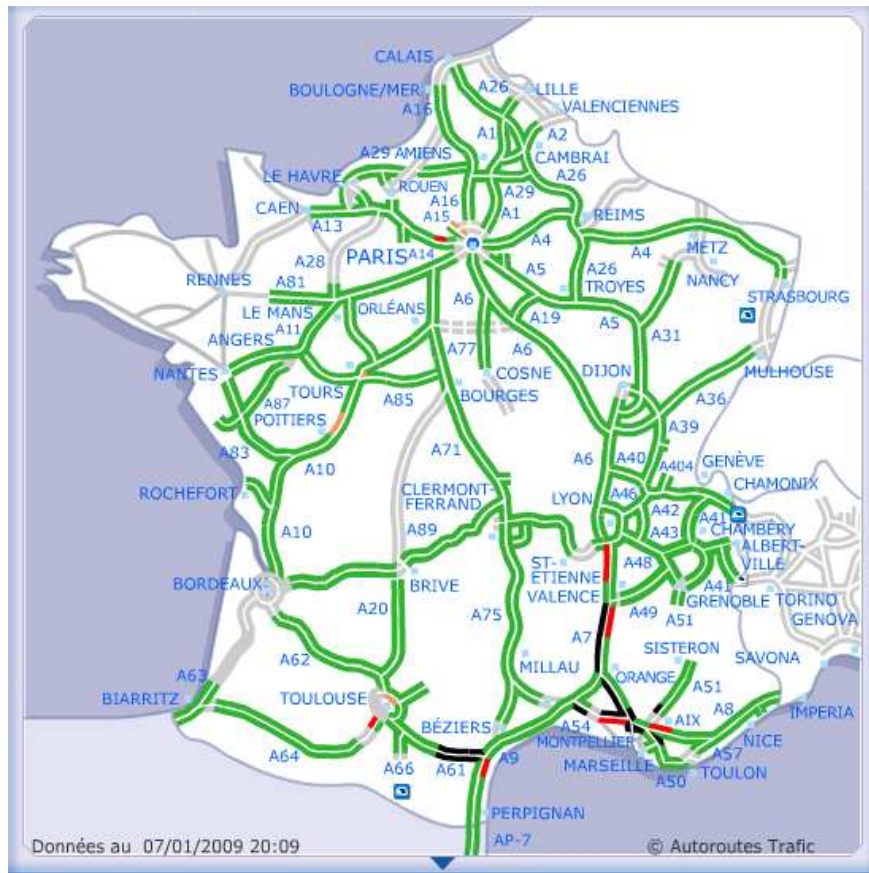 CALAIS
BOULOGNE/MER
A26
LILLE
A16
VALENCIENNES
A1
A2
A29 AMIENS
CAMBRAI
A26
LE HAVRE
ROUEN
A16
A29
CAEN
A15
A1
REIMS
A13
A4
PARIS
A14
A4
METZ
A28
A5
A26
NANCY
RENNES
A81
TROYES
STRASBOURG
LE MANS
ORLÉANS
A6
A19
A5
A11
A31
ANGERS
A77
A6
NANTES
COSNE
DIJON
MULHOUSE
TOURS
BOURGES
A87
A85
A36
POITIERS
A39
A83
A10
A71
A6
A40
A404
GENÈVE
ROCHEFORT
CLERMONT-
FERRAND
LYON
A46
CHAMONIX
A42
A41
A10
A89
A43
CHAMBÉRY
ALBERT-
VILLE
ST-
ETIENNE
A48
BORDEAUX
BRIVE
VALENCE
A41
GRENOBLE
TORINO
A20
A75
A49
A51
GENOVA
A7
SISTERON
A62
SAVONA
A63
MILLAU
ORANGE
A51
BIARRITZ
TOULOUSE
A8
IMPERIA
BÉZIERS
A54
AIX
NICE
A64
A9
MONTPELLIER
A57
A66
A61
MARSEILLE
A50
TOULON
PERPIGNAN
AP-7
Données au 07/01/2009 20:09
© Autoroutes Trafic